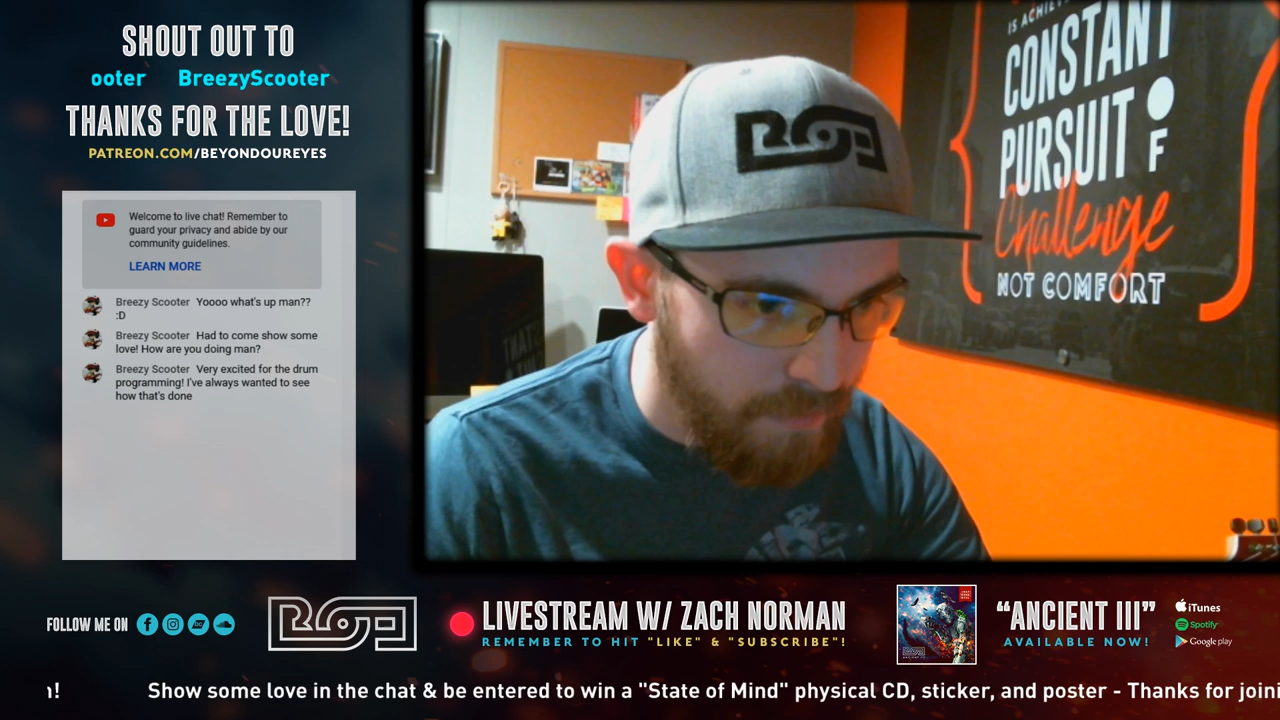 SHOUT OUT TO
ooter BreezyScooter
THANKS FOR THE LOVE!
PATREON.COM/BEYONDOUREYES
Welcome to live chat! Remember to
guard your privacy and abide by our
community guidelines.
LEARN MORE
Breezy Scooter Yoooo what's up man??
:D
Breezy Scooter Had to come show some
love! How are you doing man?
Breezy Scooter Very excited for the drum
programming! I've always wanted to see
how that's done
IS ACHIEV
CONSTANT
PURSUIT OF
Challenge
NOT COMFORT
FOLLOW ME ON
LIVESTREAM W/ ZACH NORMAN
REMEMBER TO HIT "LIKE" & "SUBSCRIBE"!
"ANCIENT III"
AVAILABLE NOW!
iTunes
Spotify
Google play
!
Show some love in the chat & be entered to win a "State of Mind" physical CD, sticker, and poster - Thanks for joini